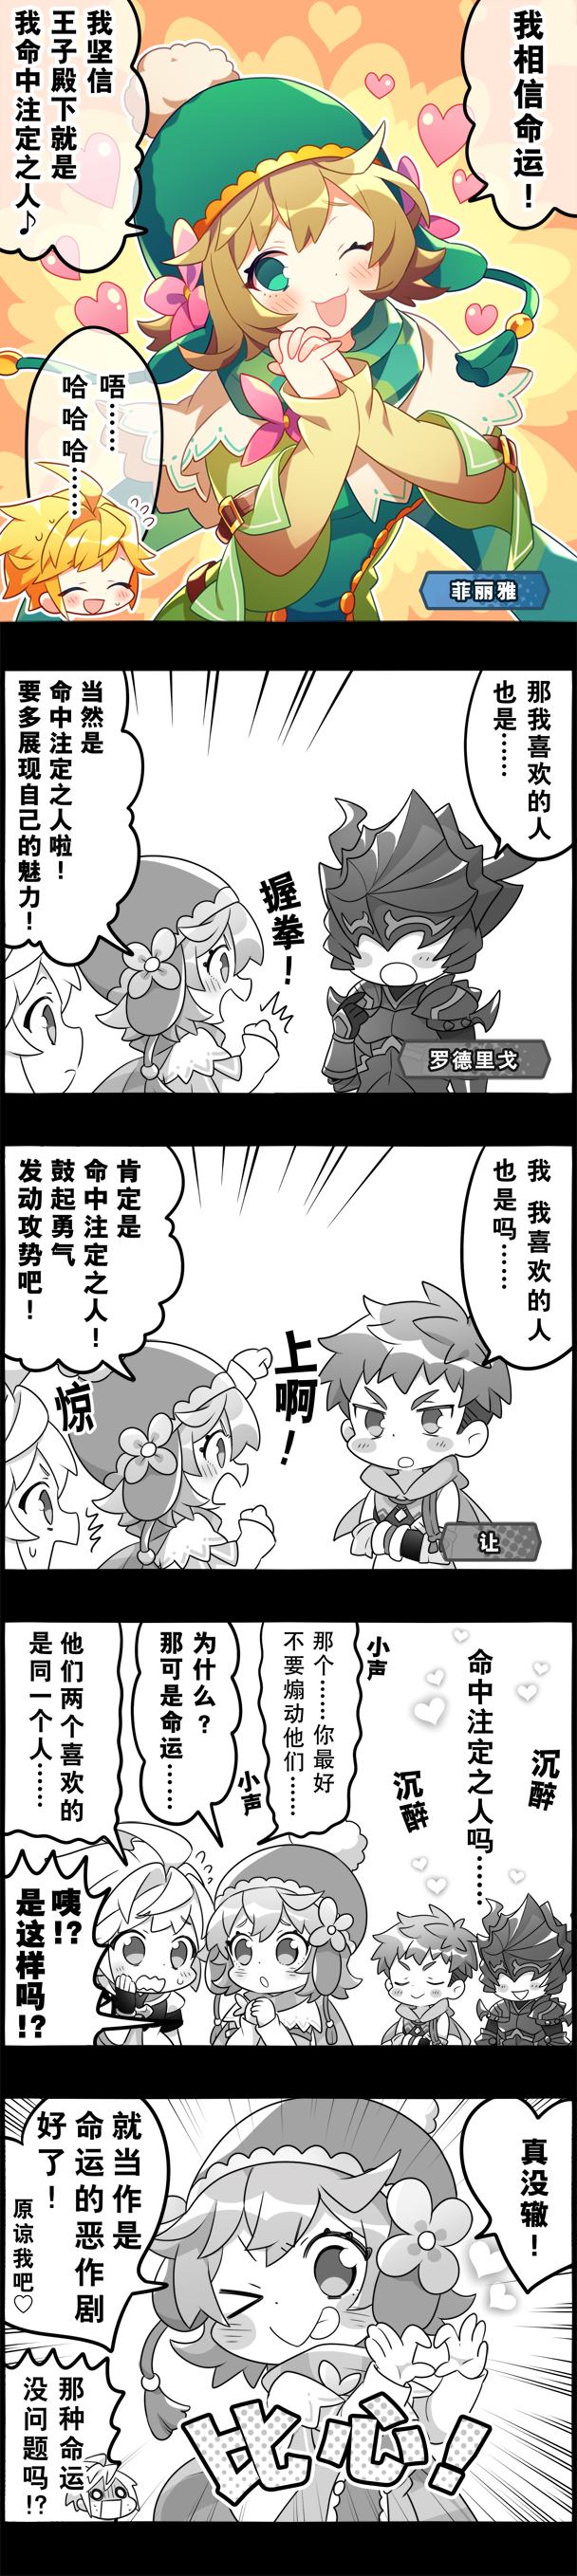 我相信命运！
我坚信
王子殿下就是
我命中注定之人♪
唔……
哈哈哈……
菲丽雅
那我喜欢的人
也是……
当然是
命中注定之人啦！
要多展现自己的魅力！
握拳！
罗德里戈
我 我喜欢的人
也是吗……
肯定是
命中注定之人！
鼓起勇气
发动攻势吧！
上啊！
惊
让
命中注定之人吗……
沉醉
沉醉
小声
那个……你最好
不要煽动他们……
小声
为什么？
那可是命运……
他们两个喜欢的
是同一个人……
咦!?
是这样吗!?
真没辙！
就当作是
命运的恶作剧
好了！
原谅我吧♡
比心！
那种命运
没问题吗!?